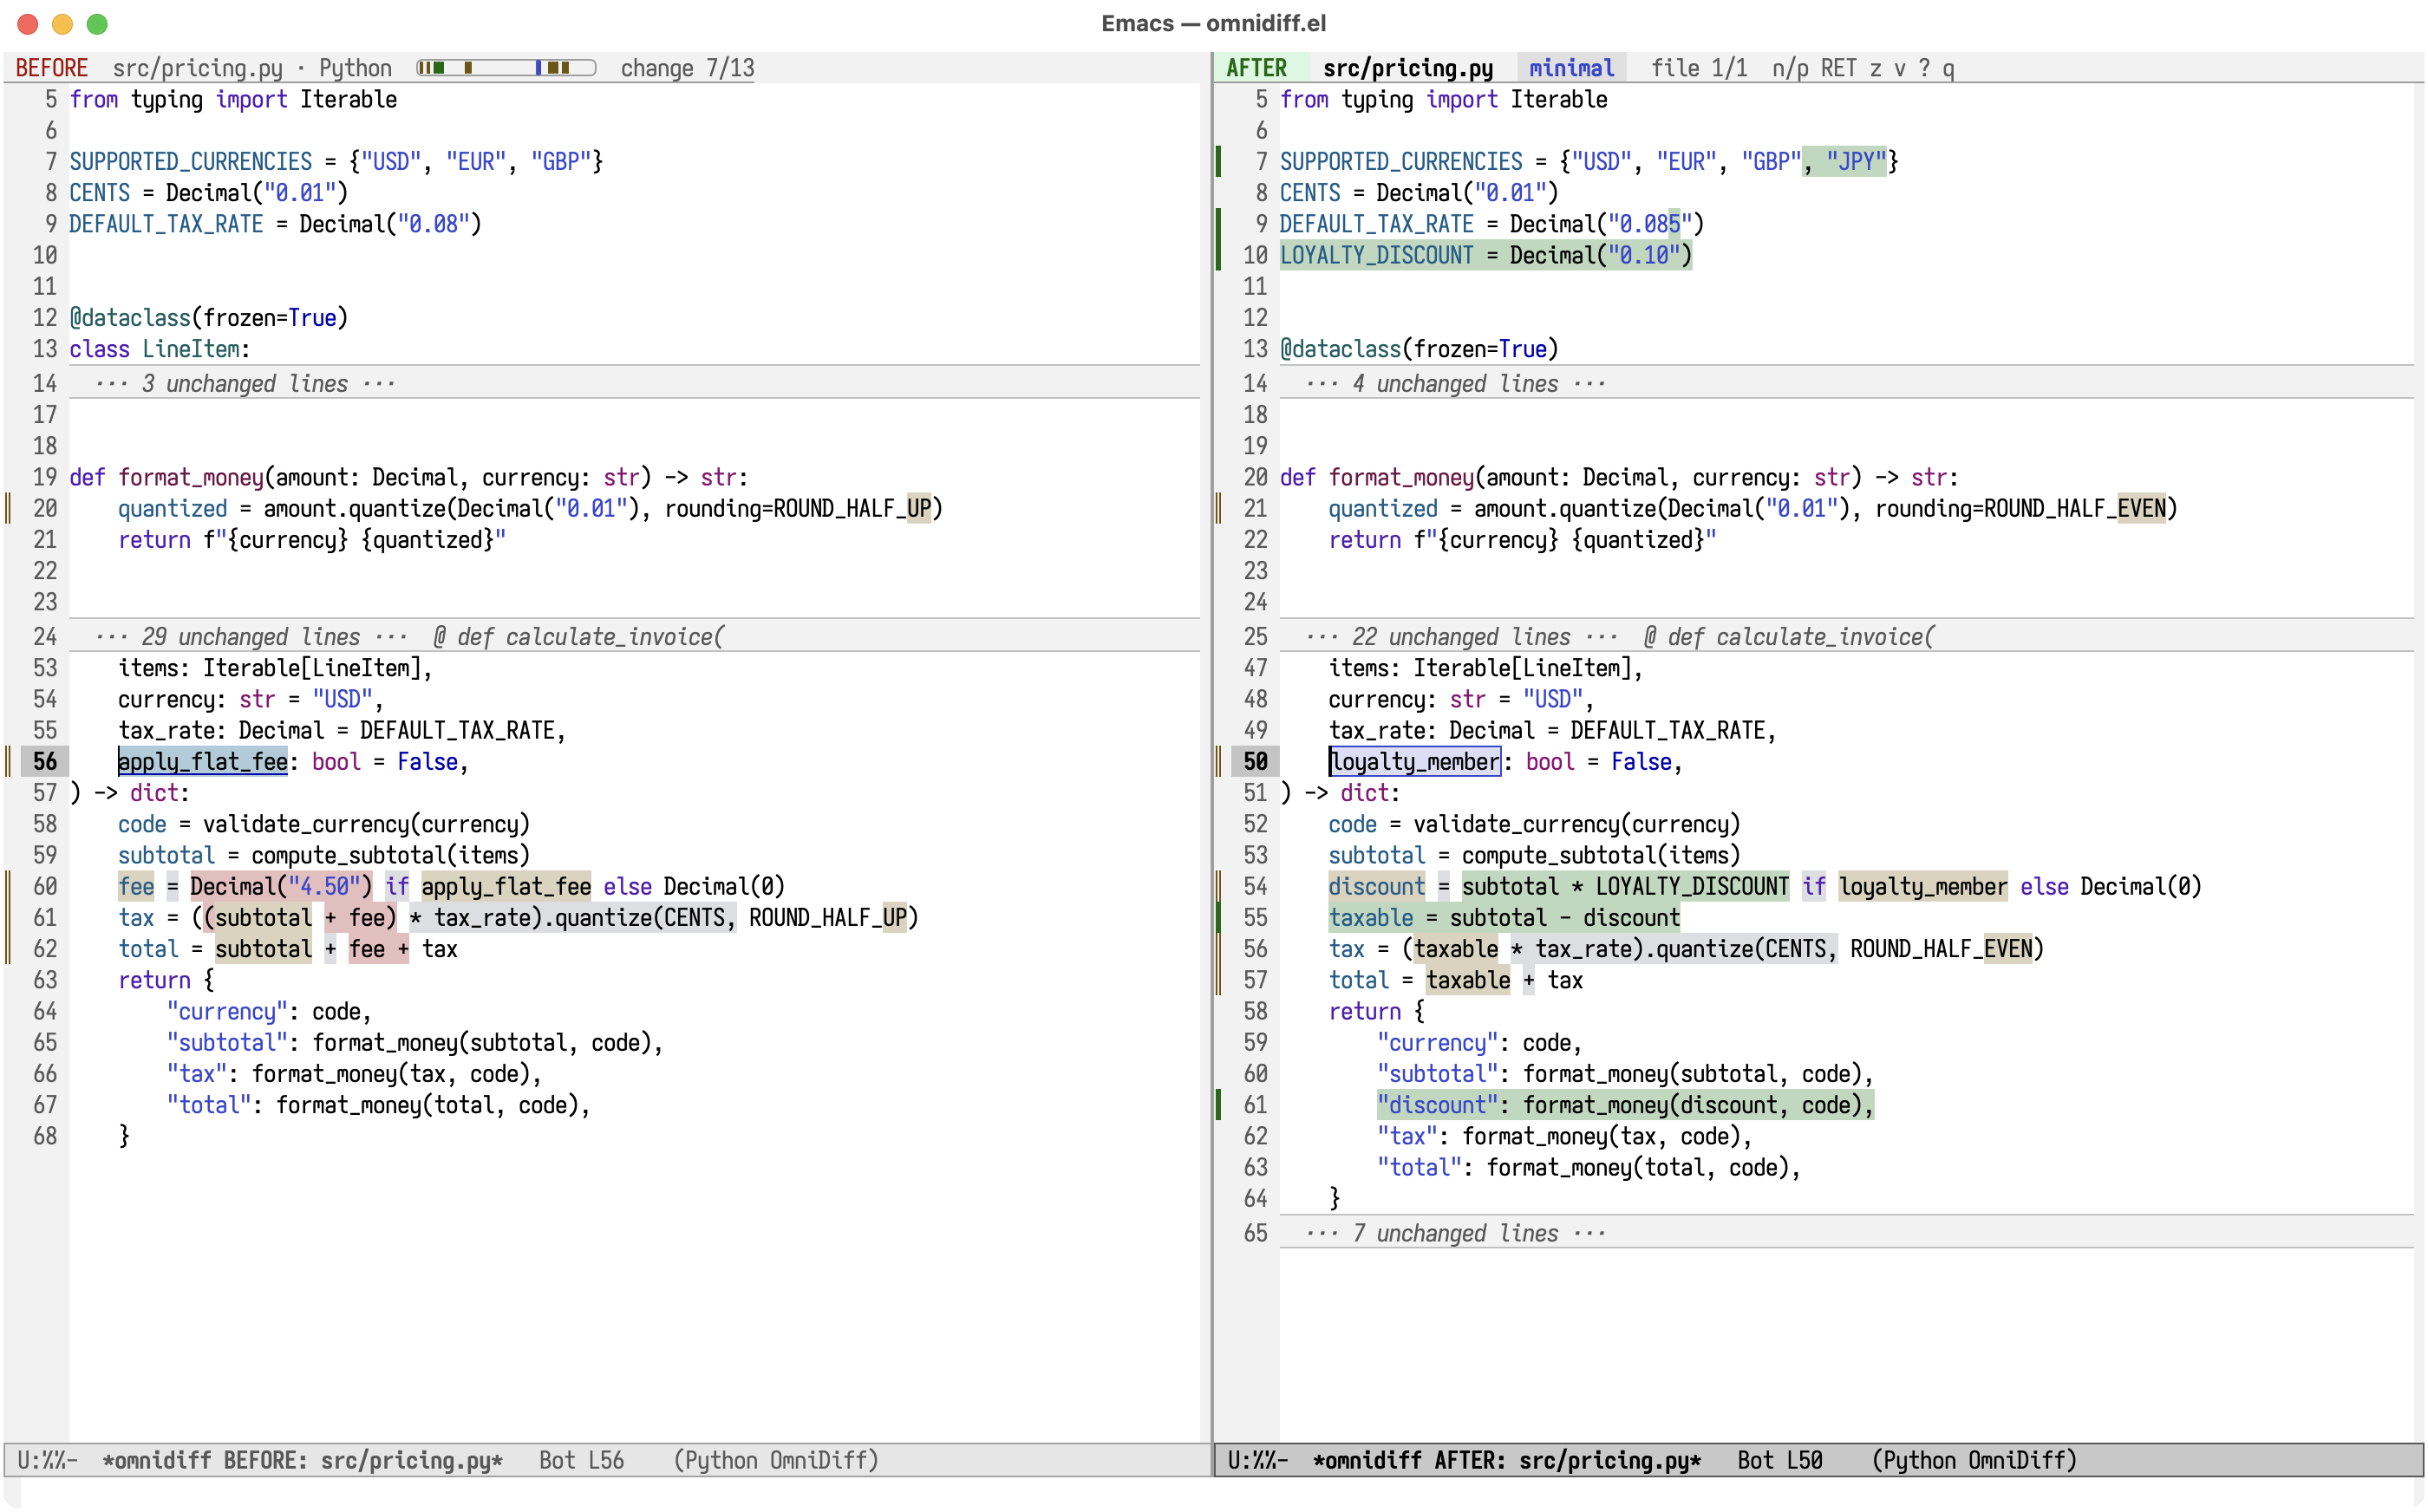 Emacs — omnidiff.el
BEFORE src/pricing.py · Python change 7/13
5 from typing import Iterable
6
7 SUPPORTED_CURRENCIES = {"USD", "EUR", "GBP"}
8 CENTS = Decimal("0.01")
9 DEFAULT_TAX_RATE = Decimal("0.08")
10
11
12 @dataclass(frozen=True)
13 class LineItem:
14 ··· 3 unchanged lines ···
17
18
19 def format_money(amount: Decimal, currency: str) -> str:
20 quantized = amount.quantize(Decimal("0.01"), rounding=ROUND_HALF_UP)
21 return f"{currency} {quantized}"
22
23
24 ··· 29 unchanged lines ··· @ def calculate_invoice(
53 items: Iterable[LineItem],
54 currency: str = "USD",
55 tax_rate: Decimal = DEFAULT_TAX_RATE,
56 apply_flat_fee: bool = False,
57 ) -> dict:
58 code = validate_currency(currency)
59 subtotal = compute_subtotal(items)
60 fee = Decimal("4.50") if apply_flat_fee else Decimal(0)
61 tax = ((subtotal + fee) * tax_rate).quantize(CENTS, ROUND_HALF_UP)
62 total = subtotal + fee + tax
63 return {
64 "currency": code,
65 "subtotal": format_money(subtotal, code),
66 "tax": format_money(tax, code),
67 "total": format_money(total, code),
68 }
U:%%- *omnidiff BEFORE: src/pricing.py* Bot L56 (Python OmniDiff)
AFTER src/pricing.py minimal file 1/1 n/p RET z v ? q
5 from typing import Iterable
6
7 SUPPORTED_CURRENCIES = {"USD", "EUR", "GBP", "JPY"}
8 CENTS = Decimal("0.01")
9 DEFAULT_TAX_RATE = Decimal("0.085")
10 LOYALTY_DISCOUNT = Decimal("0.10")
11
12
13 @dataclass(frozen=True)
14 ··· 4 unchanged lines ···
18
19
20 def format_money(amount: Decimal, currency: str) -> str:
21 quantized = amount.quantize(Decimal("0.01"), rounding=ROUND_HALF_EVEN)
22 return f"{currency} {quantized}"
23
24
25 ··· 22 unchanged lines ··· @ def calculate_invoice(
47 items: Iterable[LineItem],
48 currency: str = "USD",
49 tax_rate: Decimal = DEFAULT_TAX_RATE,
50 loyalty_member: bool = False,
51 ) -> dict:
52 code = validate_currency(currency)
53 subtotal = compute_subtotal(items)
54 discount = subtotal * LOYALTY_DISCOUNT if loyalty_member else Decimal(0)
55 taxable = subtotal - discount
56 tax = (taxable * tax_rate).quantize(CENTS, ROUND_HALF_EVEN)
57 total = taxable + tax
58 return {
59 "currency": code,
60 "subtotal": format_money(subtotal, code),
61 "discount": format_money(discount, code),
62 "tax": format_money(tax, code),
63 "total": format_money(total, code),
64 }
65 ··· 7 unchanged lines ···
U:%%- *omnidiff AFTER: src/pricing.py* Bot L50 (Python OmniDiff)